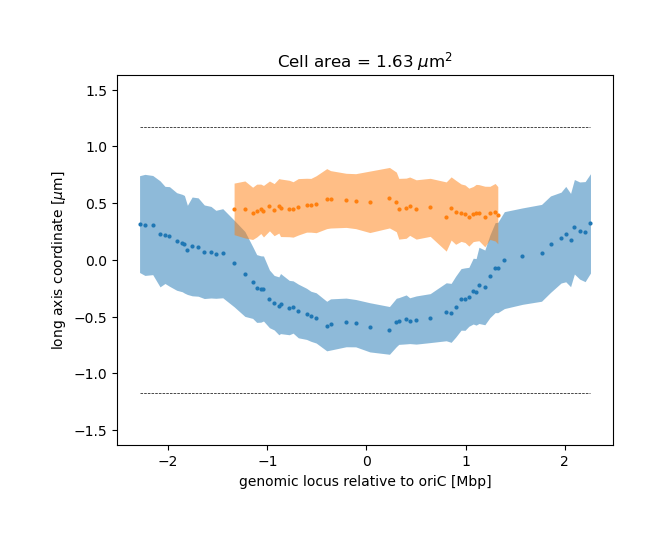 Cell area = 1.63 μm²
1.5
1.0
0.5
0.0
−0.5
−1.0
−1.5
long axis coordinate [μm]
−2 −1 0 1 2
genomic locus relative to oriC [Mbp]